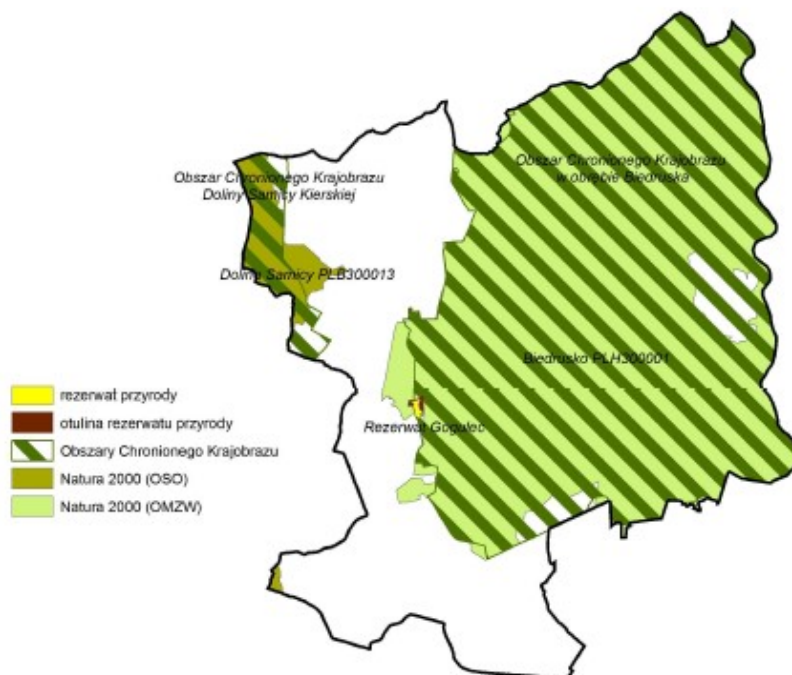 Obszar Chronionego Krajobrazu
Doliny Samicy Kierskiej
Obszar Chronionego Krajobrazu
w obrębie Biedruska
Dolina Samicy PLB300013
Biedrusko PLH300001
Rezerwat Gogulec
rezerwat przyrody
otulina rezerwatu przyrody
Obszary Chronionego Krajobrazu
Natura 2000 (OSO)
Natura 2000 (OMZW)